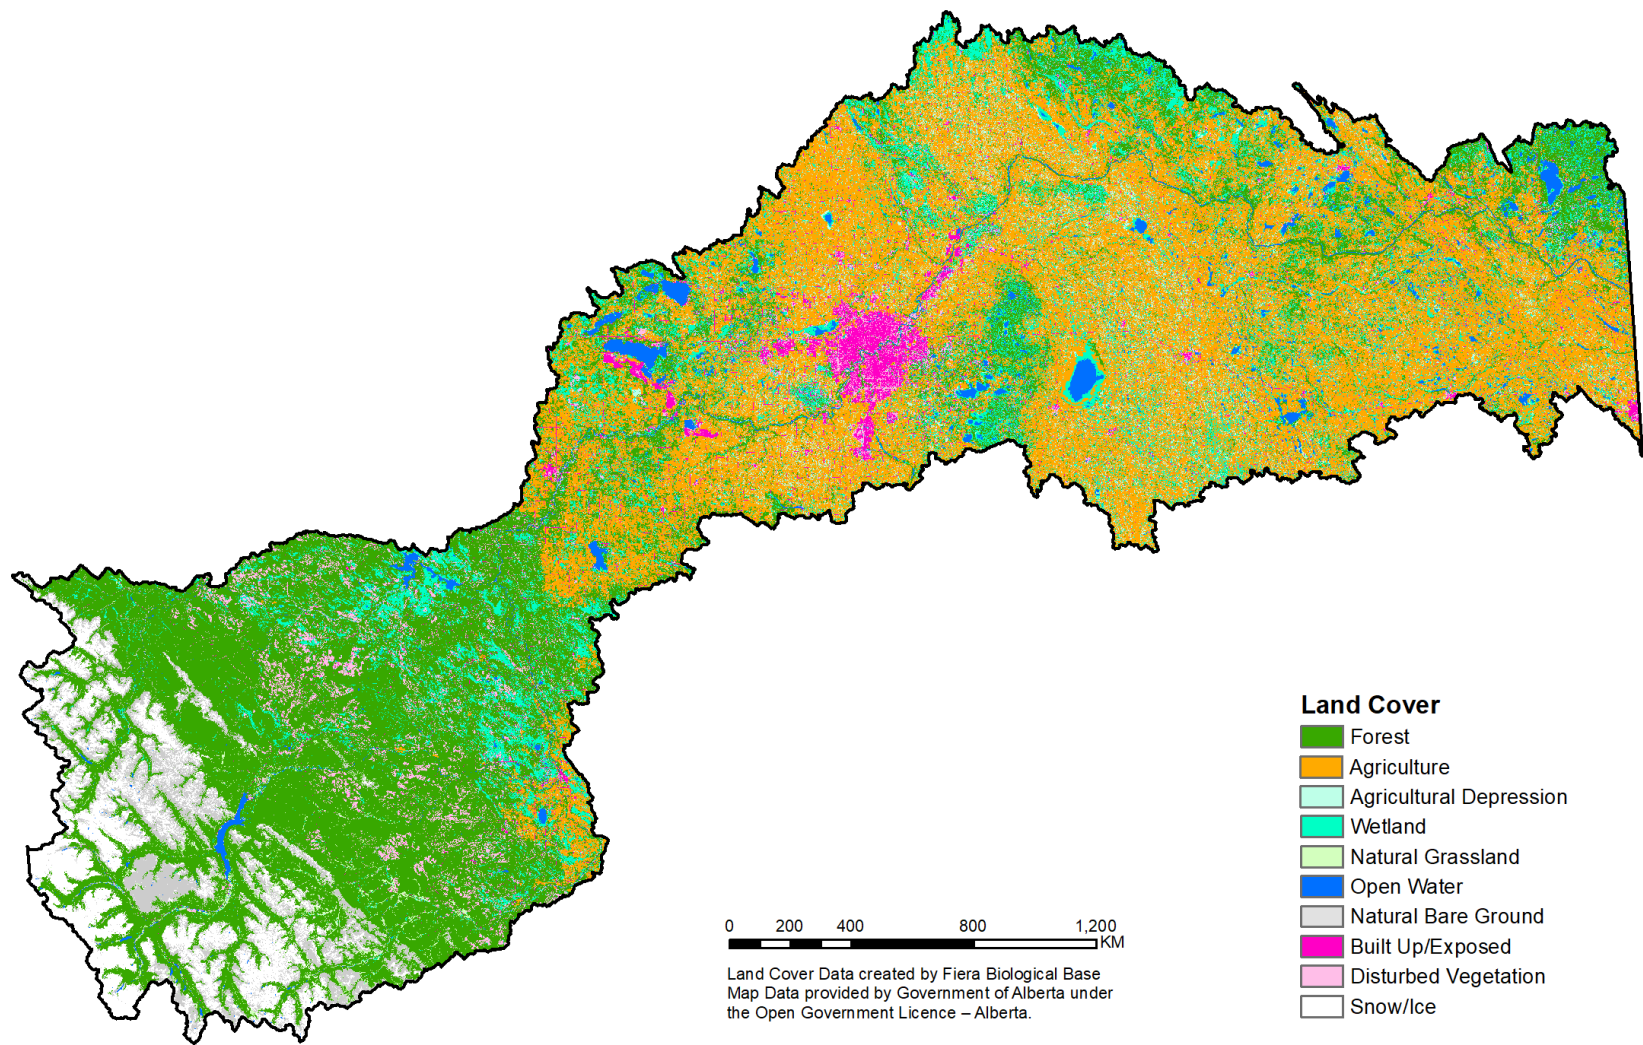 Land Cover
Forest
Agriculture
Agricultural Depression
Wetland
Natural Grassland
Open Water
Natural Bare Ground
Built Up/Exposed
Disturbed Vegetation
Snow/Ice
0 200 400 800 1,200
KM
Land Cover Data created by Fiera Biological Base
Map Data provided by Government of Alberta under
the Open Government Licence – Alberta.